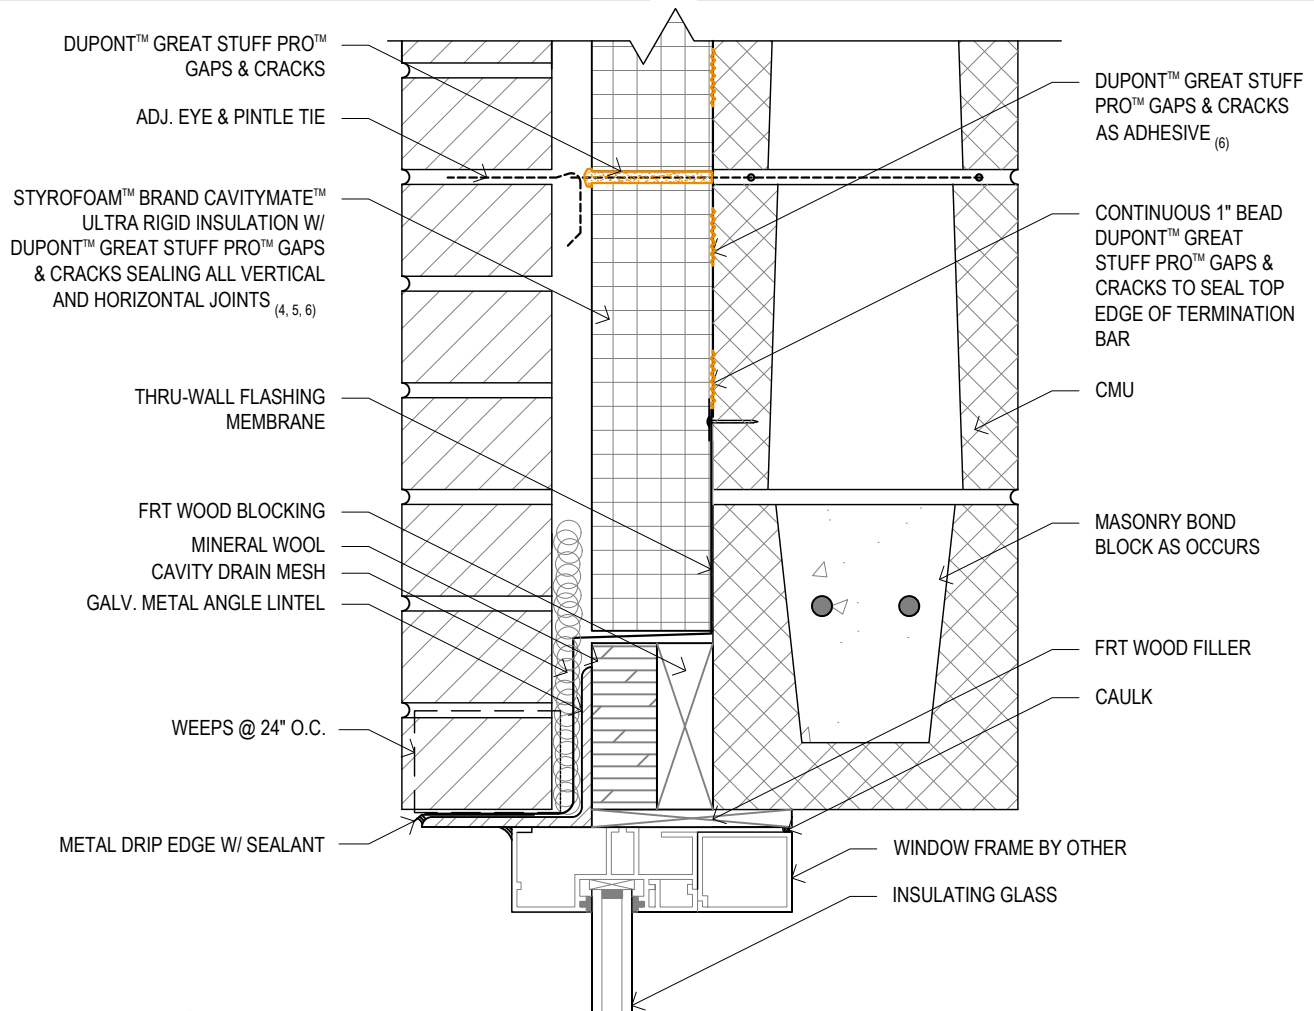 DUPONT™ GREAT STUFF PRO™
GAPS & CRACKS
ADJ. EYE & PINTLE TIE
STYROFOAM™ BRAND CAVITYMATE™
ULTRA RIGID INSULATION W/
DUPONT™ GREAT STUFF PRO™ GAPS
& CRACKS SEALING ALL VERTICAL
AND HORIZONTAL JOINTS (4, 5, 6)
THRU-WALL FLASHING
MEMBRANE
FRT WOOD BLOCKING
MINERAL WOOL
CAVITY DRAIN MESH
GALV. METAL ANGLE LINTEL
WEEPS @ 24" O.C.
METAL DRIP EDGE W/ SEALANT
DUPONT™ GREAT STUFF
PRO™ GAPS & CRACKS
AS ADHESIVE (6)
CONTINUOUS 1" BEAD
DUPONT™ GREAT
STUFF PRO™ GAPS &
CRACKS TO SEAL TOP
EDGE OF TERMINATION
BAR
CMU
MASONRY BOND
BLOCK AS OCCURS
FRT WOOD FILLER
CAULK
WINDOW FRAME BY OTHER
INSULATING GLASS